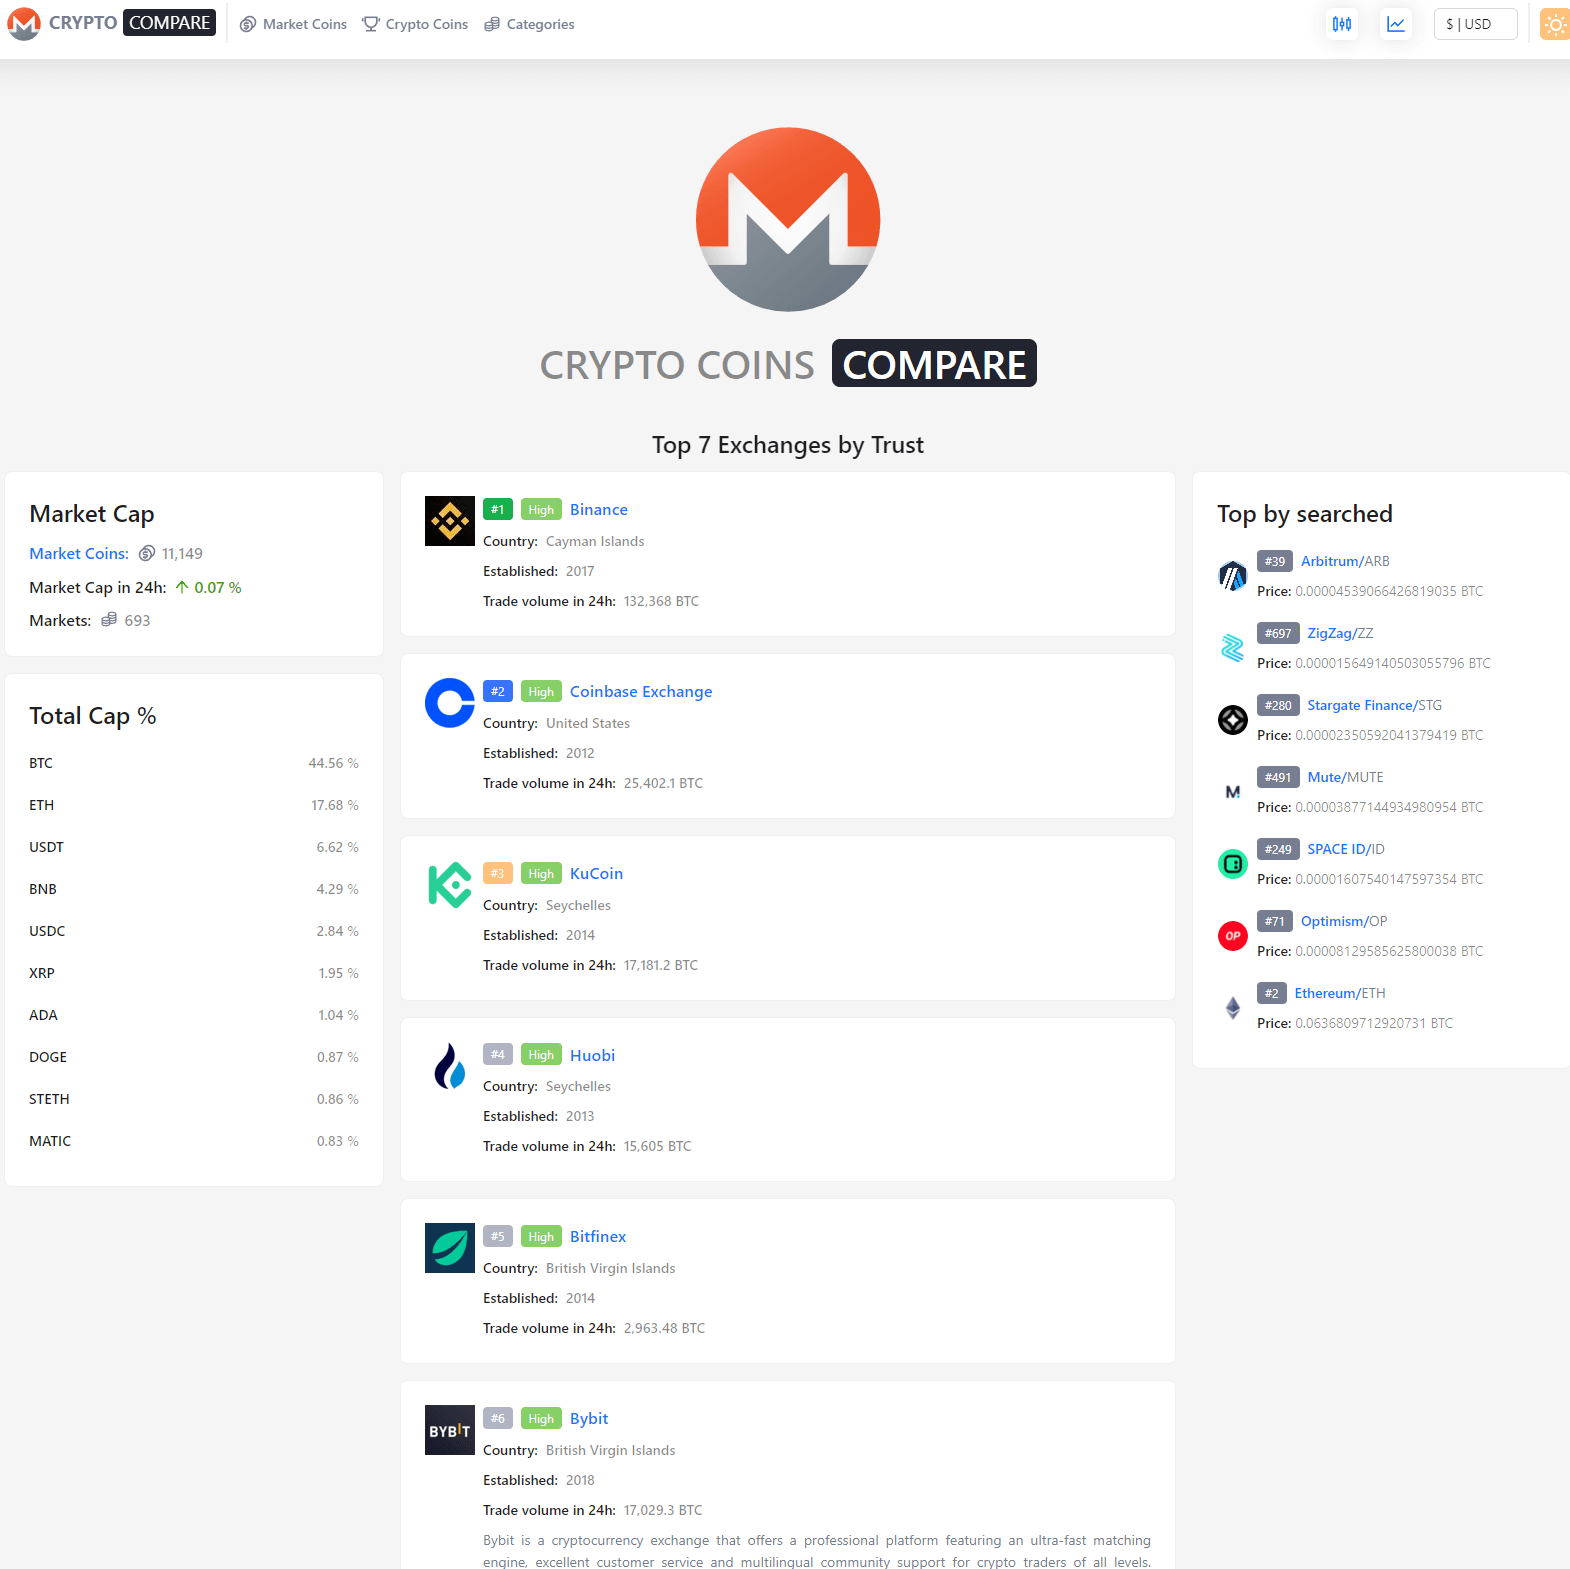 CRYPTO COMPARE Market Coins Crypto Coins Categories $ | USD
CRYPTO COINS COMPARE
Top 7 Exchanges by Trust
Market Cap
Market Coins: 11,149
Market Cap in 24h: ↑ 0.07 %
Markets: 693
Total Cap %
BTC 44.56 %
ETH 17.68 %
USDT 6.62 %
BNB 4.29 %
USDC 2.84 %
XRP 1.95 %
ADA 1.04 %
DOGE 0.87 %
STETH 0.86 %
MATIC 0.83 %
#1 High Binance
Country: Cayman Islands
Established: 2017
Trade volume in 24h: 132,368 BTC
#2 High Coinbase Exchange
Country: United States
Established: 2012
Trade volume in 24h: 25,402.1 BTC
#3 High KuCoin
Country: Seychelles
Established: 2014
Trade volume in 24h: 17,181.2 BTC
#4 High Huobi
Country: Seychelles
Established: 2013
Trade volume in 24h: 15,605 BTC
#5 High Bitfinex
Country: British Virgin Islands
Established: 2014
Trade volume in 24h: 2,963.48 BTC
BYBIT
#6 High Bybit
Country: British Virgin Islands
Established: 2018
Trade volume in 24h: 17,029.3 BTC
Bybit is a cryptocurrency exchange that offers a professional platform featuring an ultra-fast matching
engine, excellent customer service and multilingual community support for crypto traders of all levels.
Top by searched
#39 Arbitrum/ARB
Price: 0.00004539066426819035 BTC
#697 ZigZag/ZZ
Price: 0.000015649140503055796 BTC
#280 Stargate Finance/STG
Price: 0.00002350592041379419 BTC
M.
#491 Mute/MUTE
Price: 0.00003877144934980954 BTC
#249 SPACE ID/ID
Price: 0.00001607540147597354 BTC
OP
#71 Optimism/OP
Price: 0.00008129585625800038 BTC
#2 Ethereum/ETH
Price: 0.0636809712920731 BTC